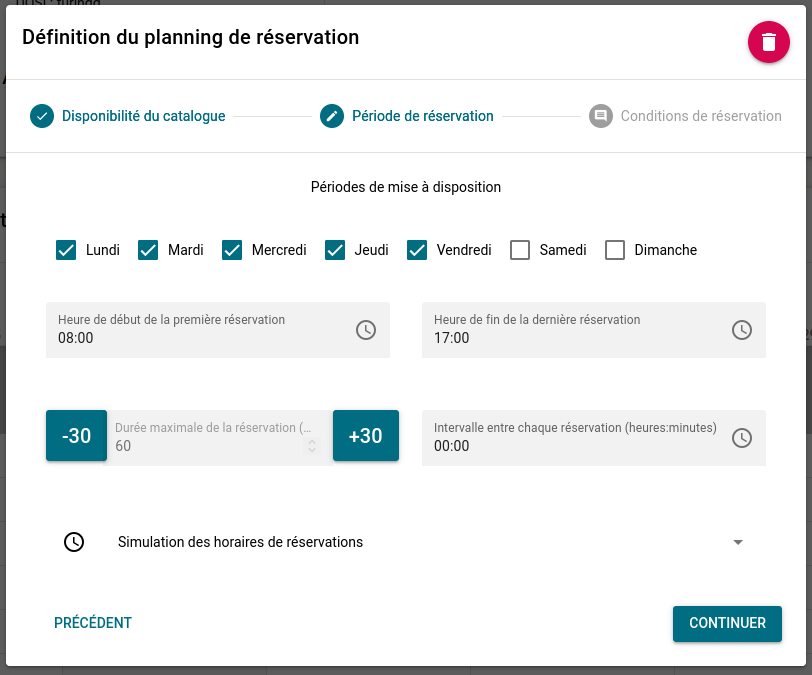 Définition du planning de réservation
Disponibilité du catalogue
Période de réservation
Conditions de réservation
Périodes de mise à disposition
Lundi
Mardi
Mercredi
Jeudi
Vendredi
Samedi
Dimanche
Heure de début de la première réservation
08:00
Heure de fin de la dernière réservation
17:00
-30
Durée maximale de la réservation (…
60
+30
Intervalle entre chaque réservation (heures:minutes)
00:00
Simulation des horaires de réservations
PRÉCÉDENT
CONTINUER